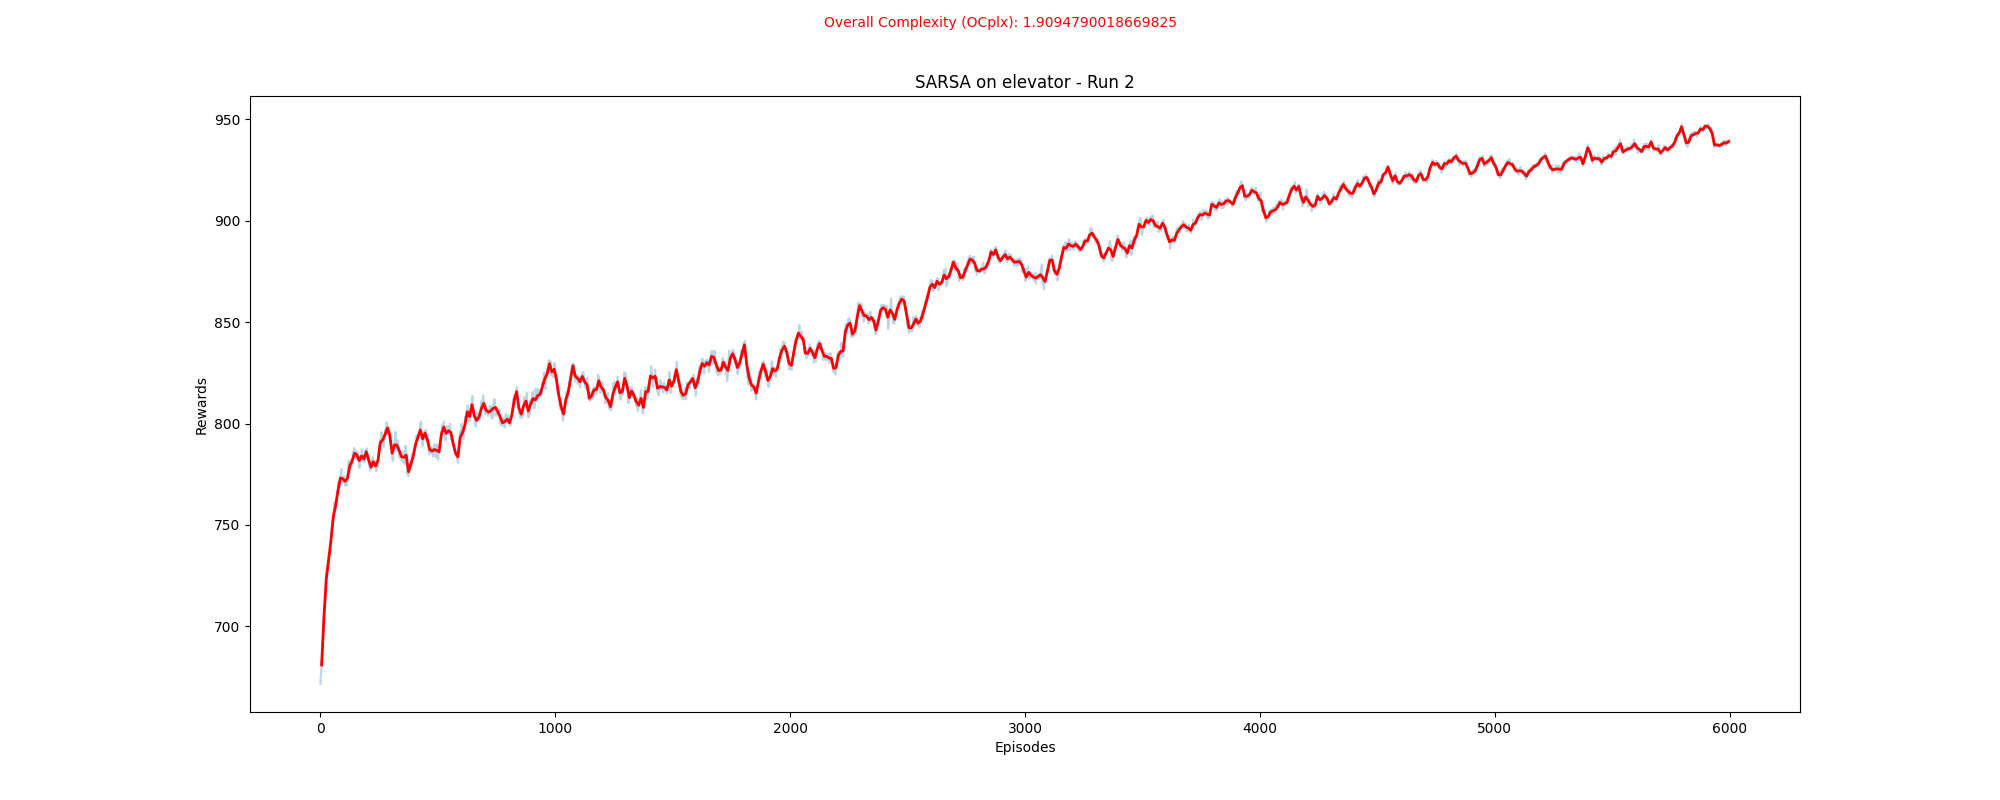 Overall Complexity (OCplx): 1.9094790018669825
SARSA on elevator - Run 2
950
900
850
800
750
700
Rewards
0 1000 2000 3000 4000 5000 6000
Episodes